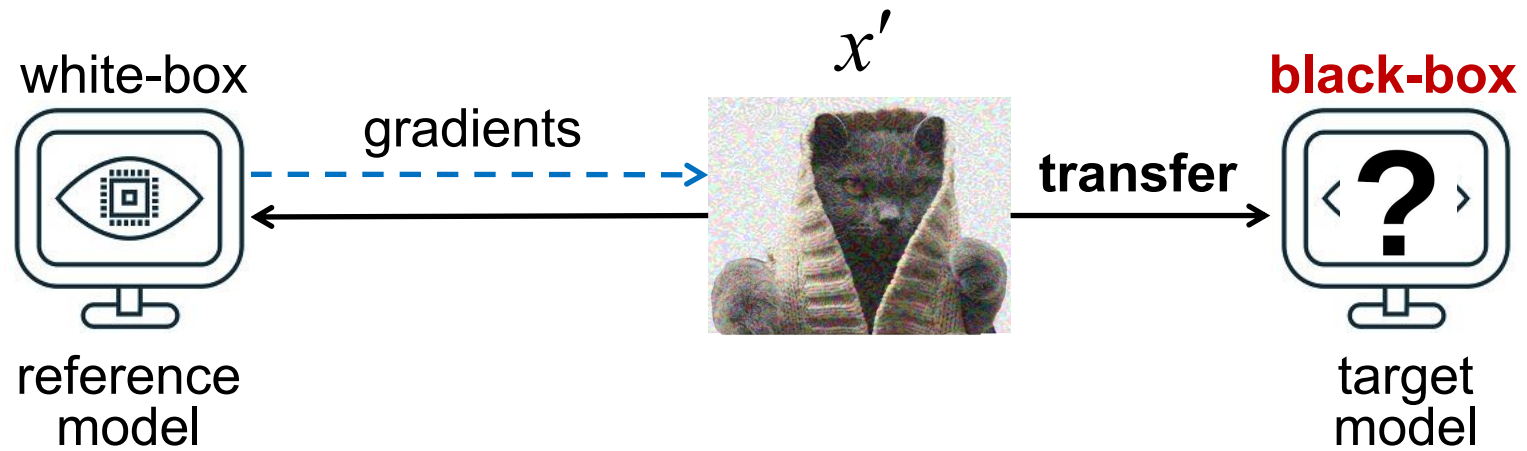 white-box
gradients
x′
transfer
black-box
?
reference
model
target
model